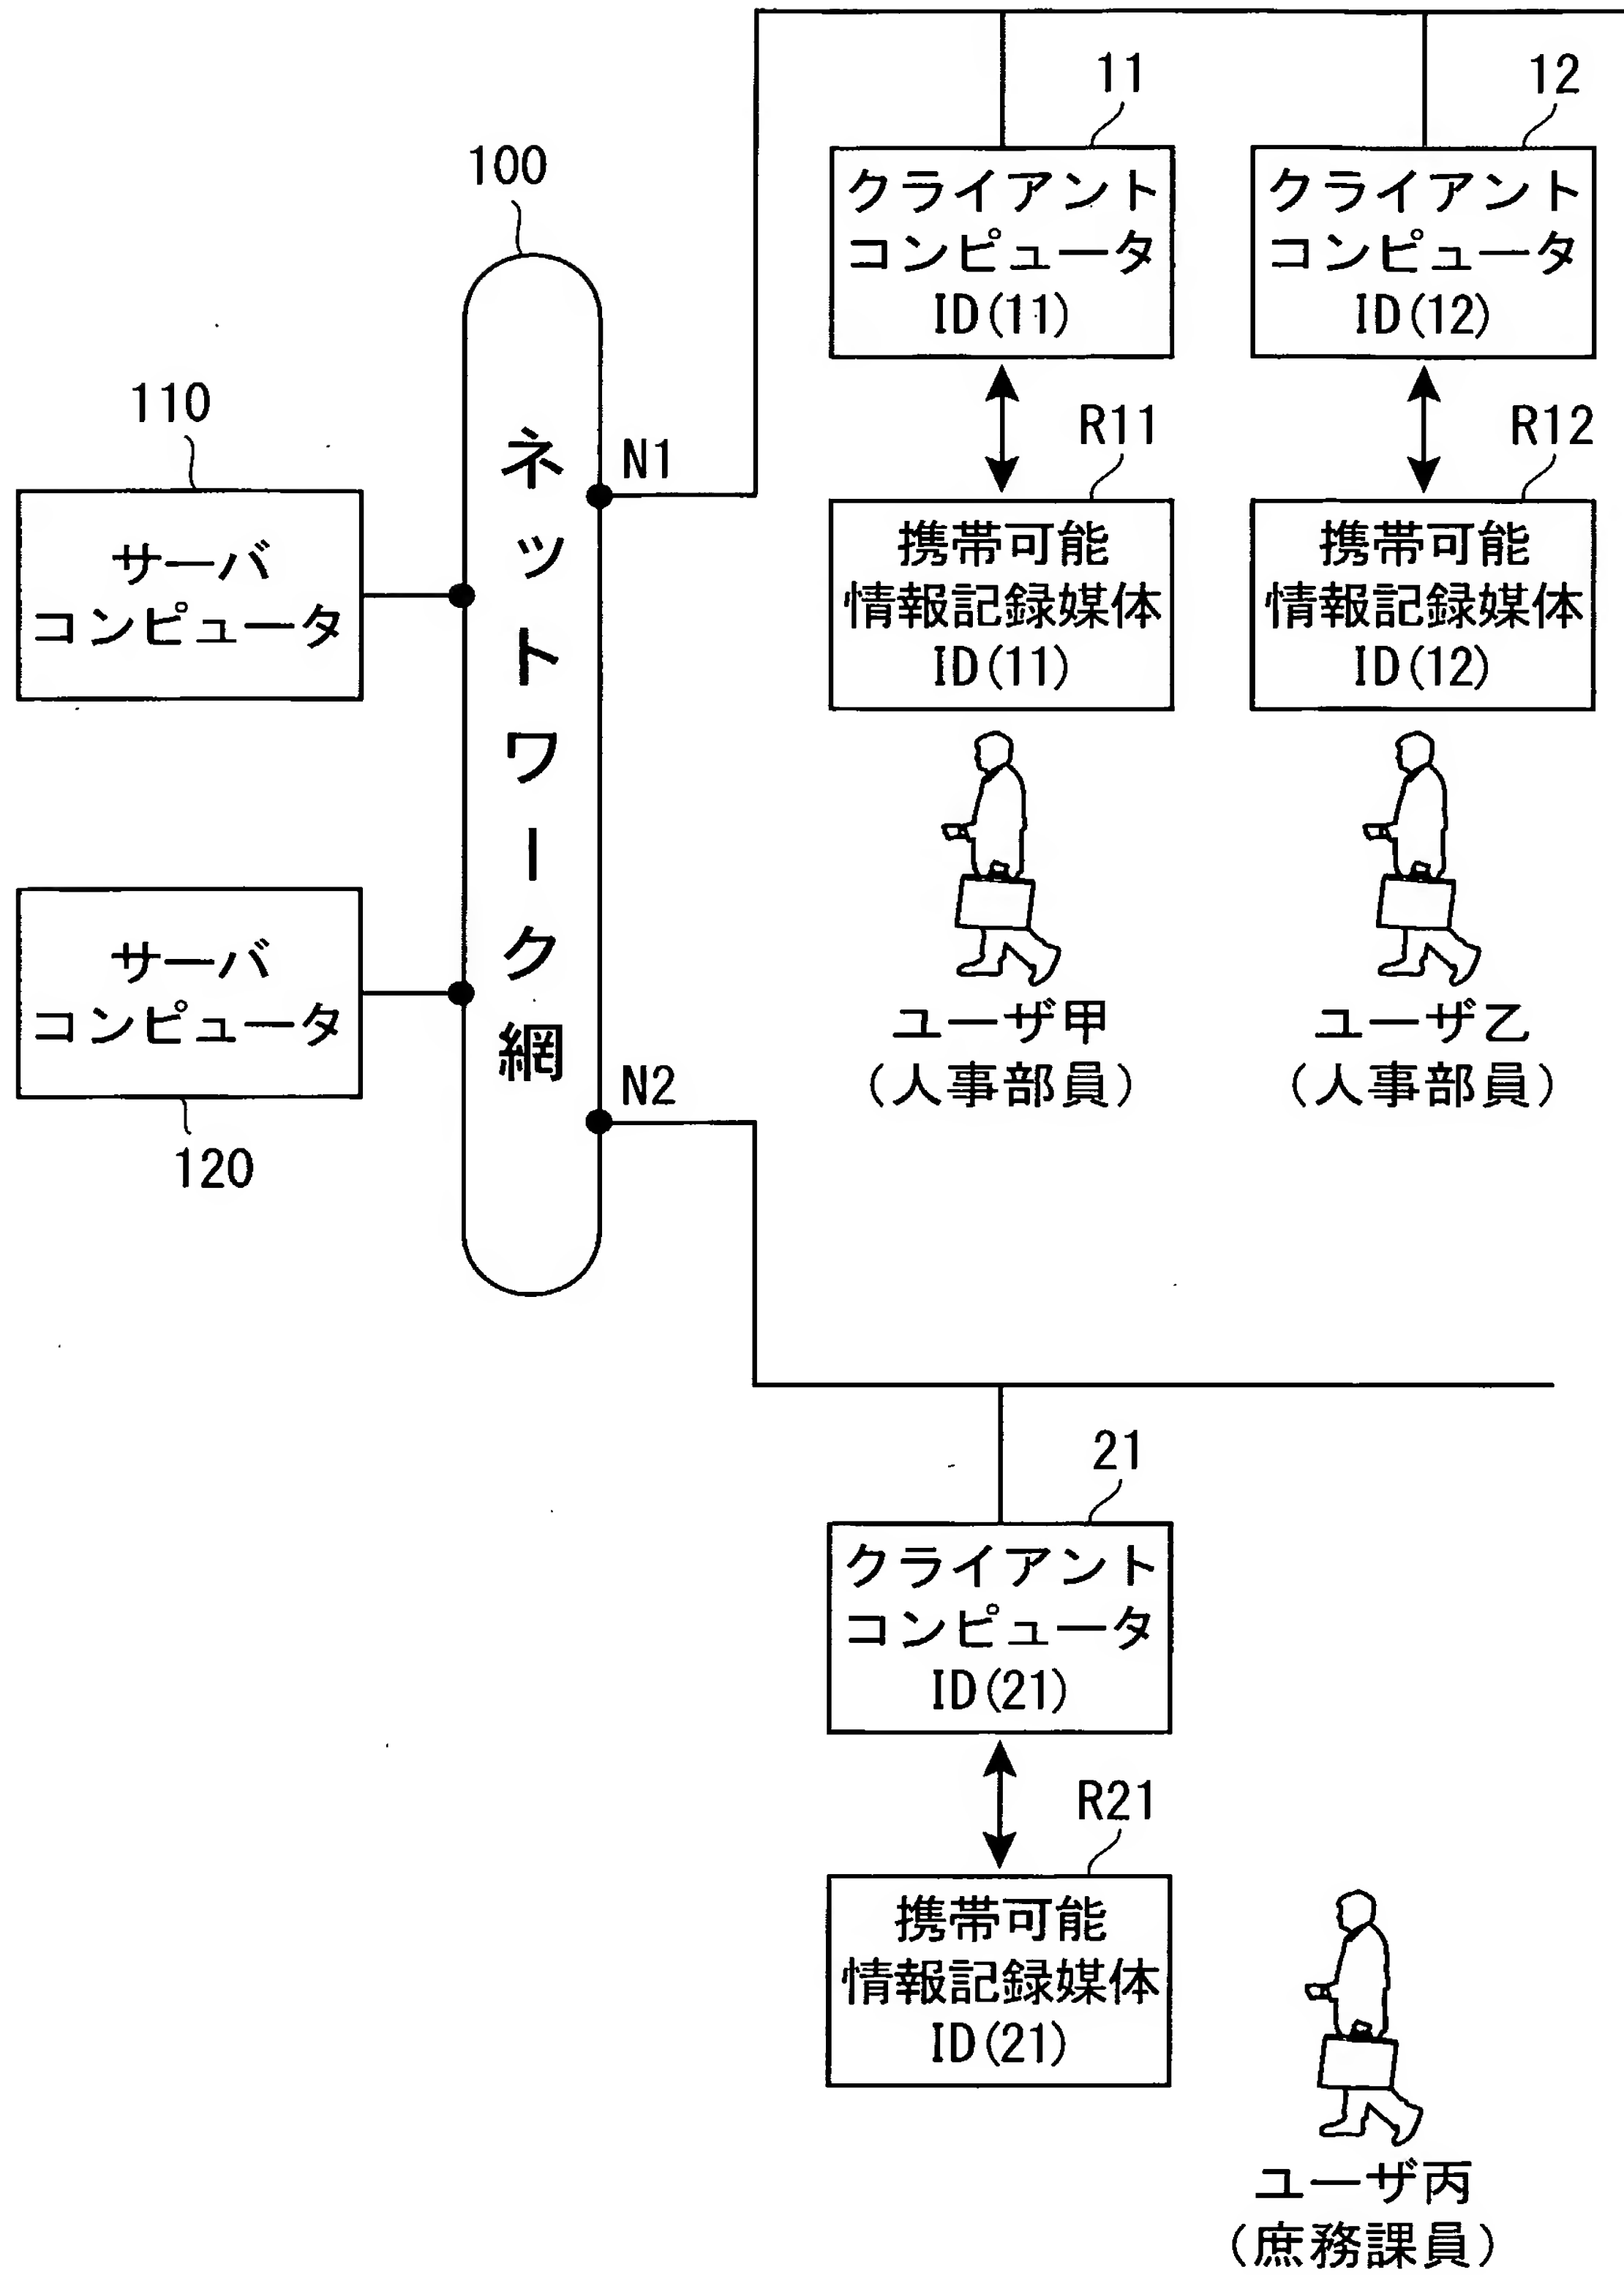 100
110
サーバ
コンピュータ
サーバ
コンピュータ
120
ネットワーク網
N1
N2
11
クライアント
コンピュータ
ID(11)
R11
携帯可能
情報記録媒体
ID(11)
ユーザ甲
(人事部員)
12
クライアント
コンピュータ
ID(12)
R12
携帯可能
情報記録媒体
ID(12)
ユーザ乙
(人事部員)
21
クライアント
コンピュータ
ID(21)
R21
携帯可能
情報記録媒体
ID(21)
ユーザ丙
(庶務課員)